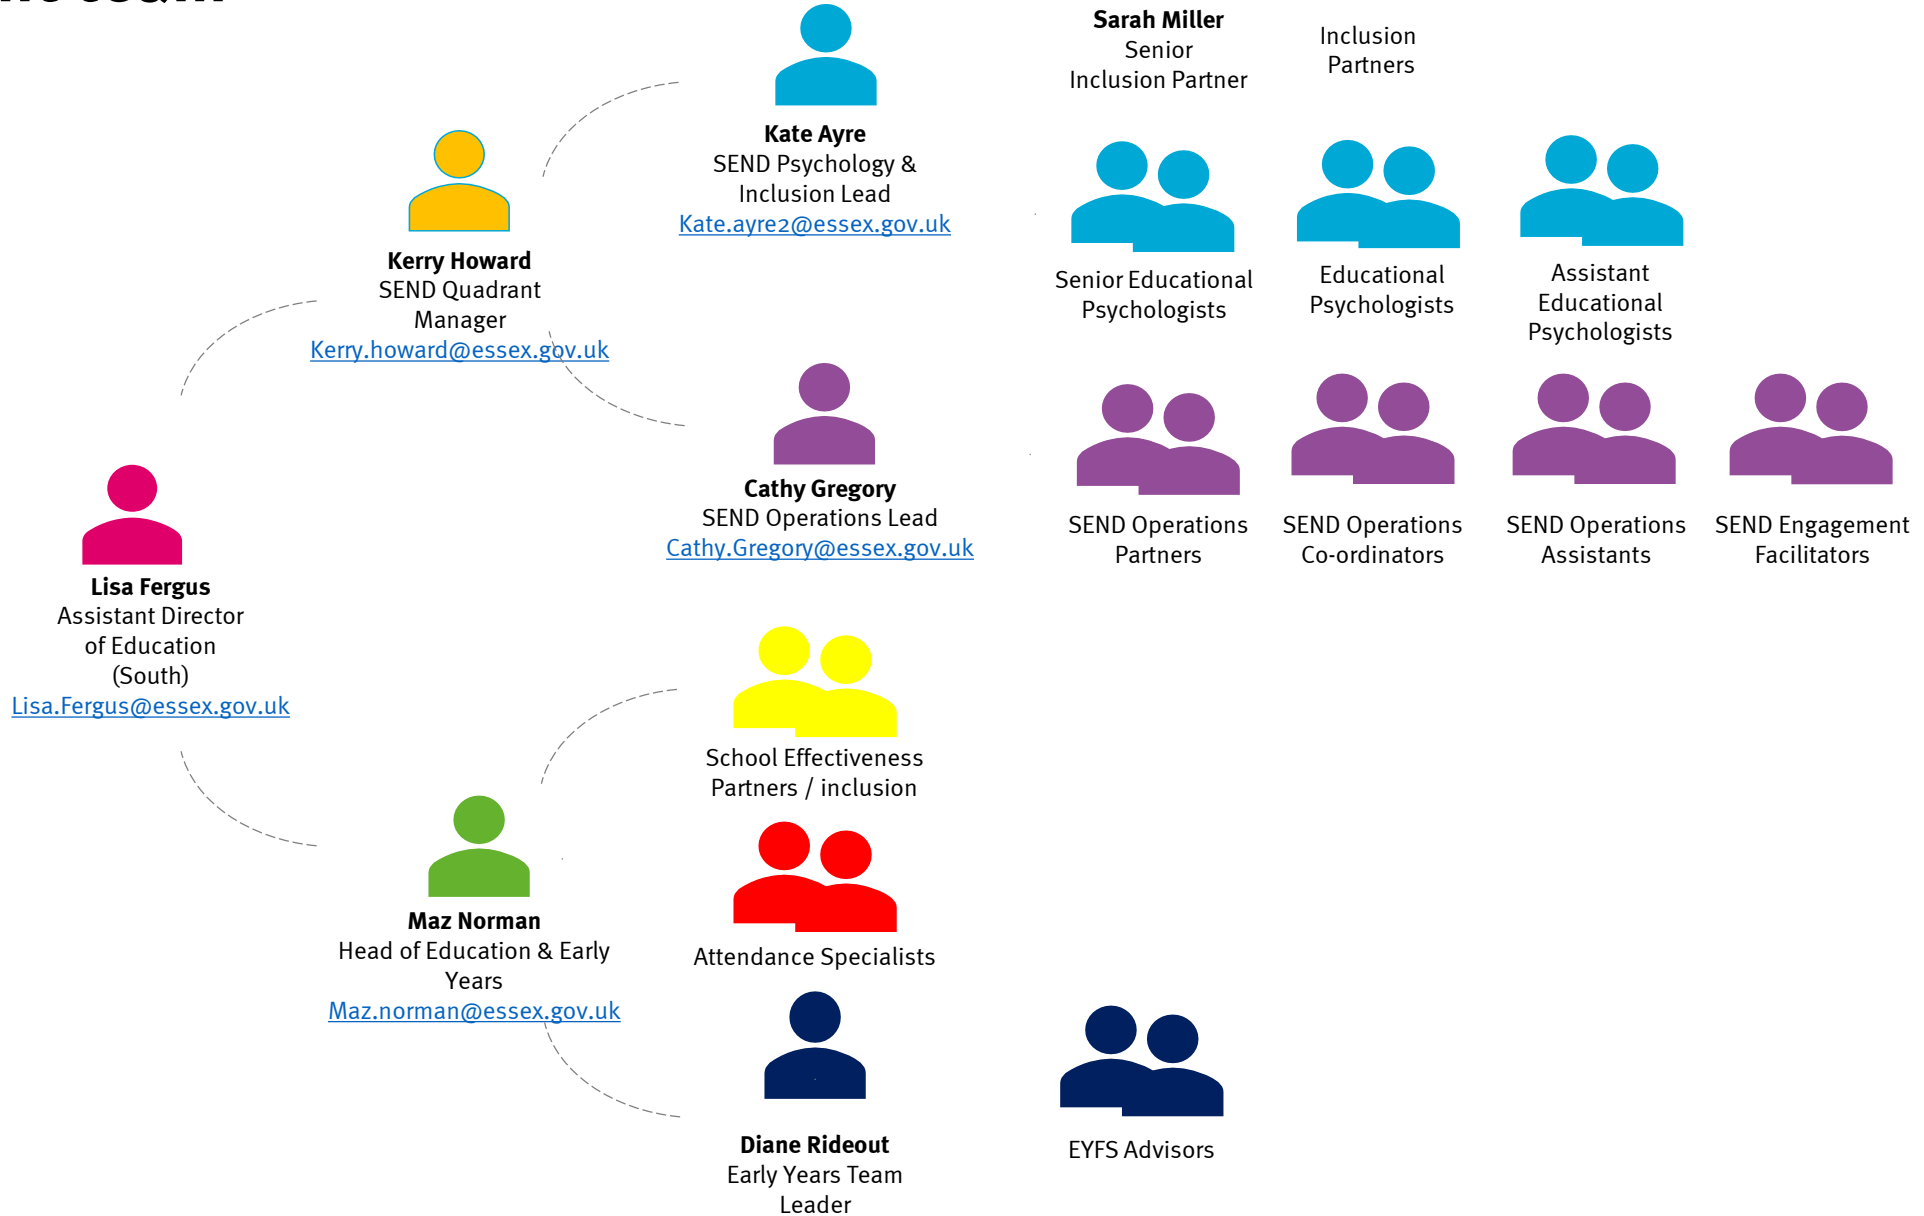 Sarah Miller
Senior
Inclusion Partner
Inclusion
Partners
Kate Ayre
SEND Psychology &
Inclusion Lead
Kate.ayre2@essex.gov.uk
Kerry Howard
SEND Quadrant
Manager
Kerry.howard@essex.gov.uk
Senior Educational
Psychologists
Educational
Psychologists
Assistant
Educational
Psychologists
Cathy Gregory
SEND Operations Lead
Cathy.Gregory@essex.gov.uk
SEND Operations
Partners
SEND Operations
Co-ordinators
SEND Operations
Assistants
SEND Engagement
Facilitators
Lisa Fergus
Assistant Director
of Education
(South)
Lisa.Fergus@essex.gov.uk
School Effectiveness
Partners / inclusion
Maz Norman
Head of Education & Early
Years
Maz.norman@essex.gov.uk
Attendance Specialists
Diane Rideout
Early Years Team
Leader
EYFS Advisors